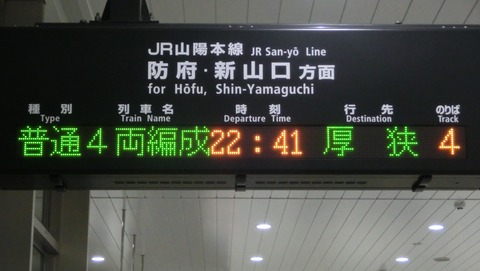 JR山陽本線 JR San-yō Line
防府・新山口 方面
for Hōfu, Shin-Yamaguchi
種別 列車名 時刻 行先 のりば
Type Train Name Departure Time Destination Track
普通 4両編成 22:41 厚狭 4